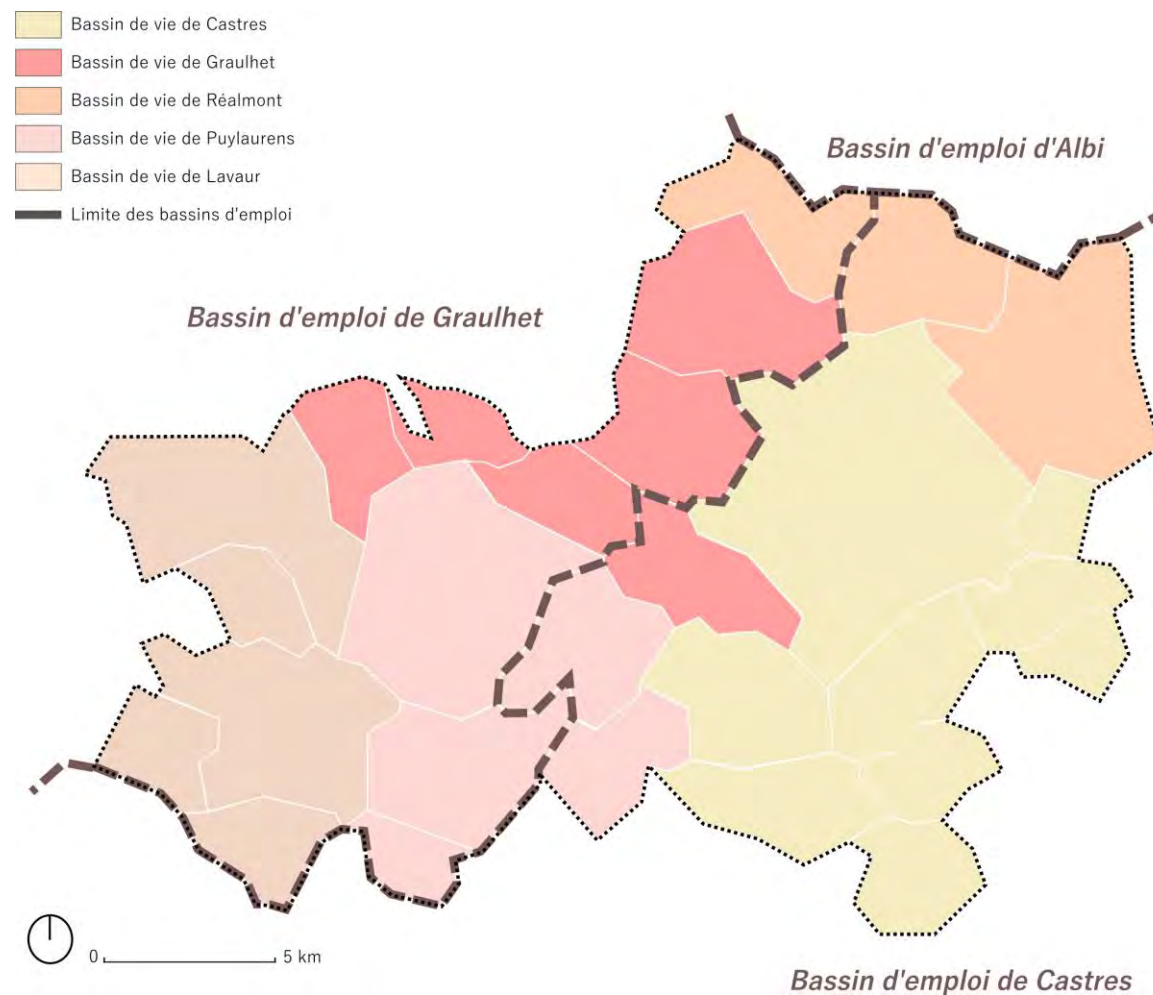 Bassin de vie de Castres
Bassin de vie de Graulhet
Bassin de vie de Réalmont
Bassin de vie de Puylaurens
Bassin de vie de Lavaur
Limite des bassins d'emploi
Bassin d'emploi d'Albi
Bassin d'emploi de Graulhet
0 5 km
Bassin d'emploi de Castres